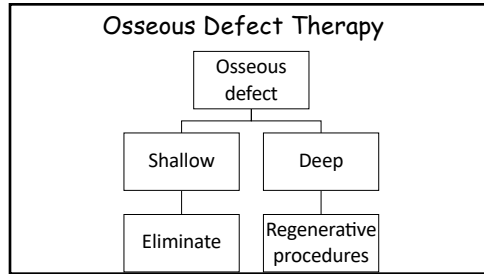 Osseous Defect Therapy
Osseous
defect
Shallow
Deep
Eliminate
Regenerative
procedures